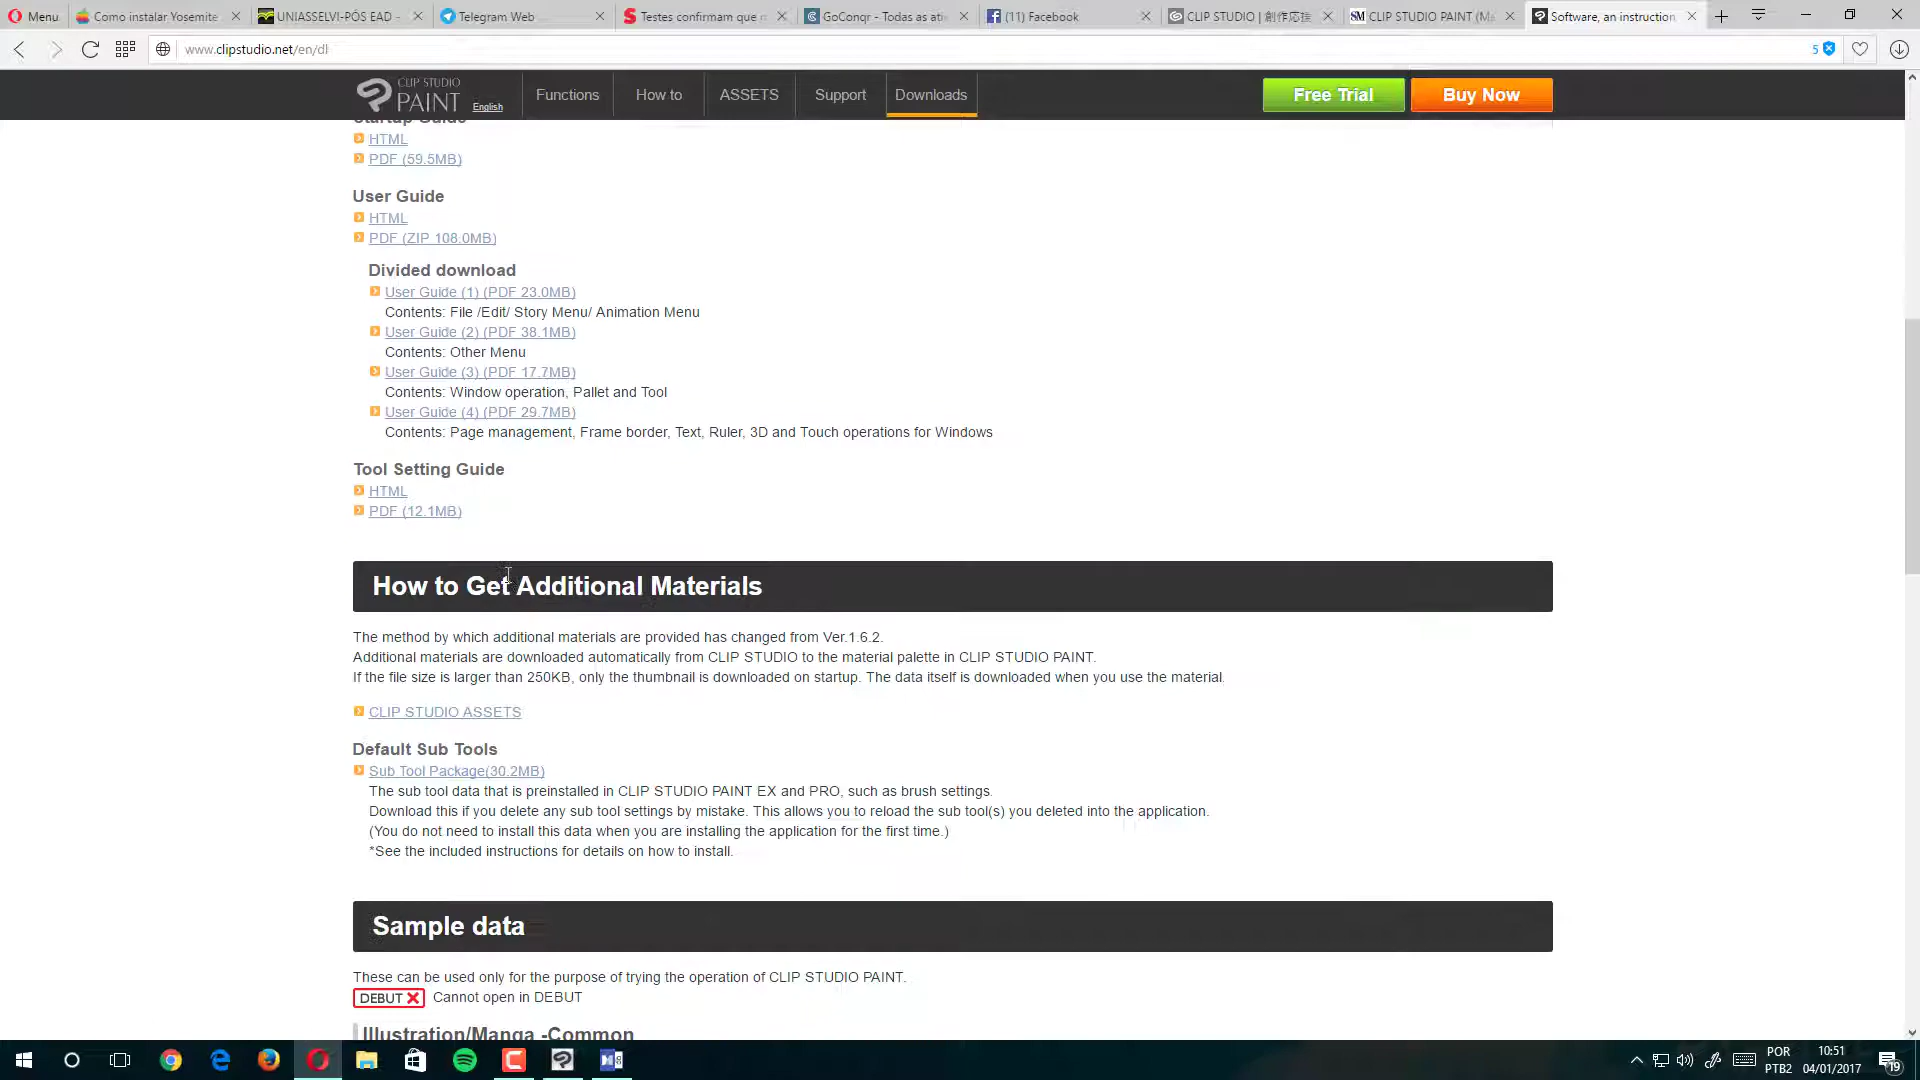 Menu
Como instalar Yosemite
UNIASSELVI-PÓS EAD -
Telegram Web
Testes confirmam que
GoConqr - Todas as ati
(11) Facebook
CLIP STUDIO | 創作応援
CLIP STUDIO PAINT (Ma
Software, an instruction
www.clipstudio.net/en/dl
5
CLIP STUDIO
PAINT
English
Functions
How to
ASSETS
Support
Downloads
Free Trial
Buy Now
Startup Guide
HTML
PDF (59.5MB)
User Guide
HTML
PDF (ZIP 108.0MB)
Divided download
User Guide (1) (PDF 23.0MB)
Contents: File /Edit/ Story Menu/ Animation Menu
User Guide (2) (PDF 38.1MB)
Contents: Other Menu
User Guide (3) (PDF 17.7MB)
Contents: Window operation, Pallet and Tool
User Guide (4) (PDF 29.7MB)
Contents: Page management, Frame border, Text, Ruler, 3D and Touch operations for Windows
Tool Setting Guide
HTML
PDF (12.1MB)
How to Get Additional Materials
The method by which additional materials are provided has changed from Ver.1.6.2.
Additional materials are downloaded automatically from CLIP STUDIO to the material palette in CLIP STUDIO PAINT.
If the file size is larger than 250KB, only the thumbnail is downloaded on startup. The data itself is downloaded when you use the material.
CLIP STUDIO ASSETS
Default Sub Tools
Sub Tool Package(30.2MB)
The sub tool data that is preinstalled in CLIP STUDIO PAINT EX and PRO, such as brush settings.
Download this if you delete any sub tool settings by mistake. This allows you to reload the sub tool(s) you deleted into the application.
(You do not need to install this data when you are installing the application for the first time.)
*See the included instructions for details on how to install.
Sample data
These can be used only for the purpose of trying the operation of CLIP STUDIO PAINT.
DEBUT Cannot open in DEBUT
Illustration/Manga -Common
POR
PTB2
10:51
04/01/2017
19